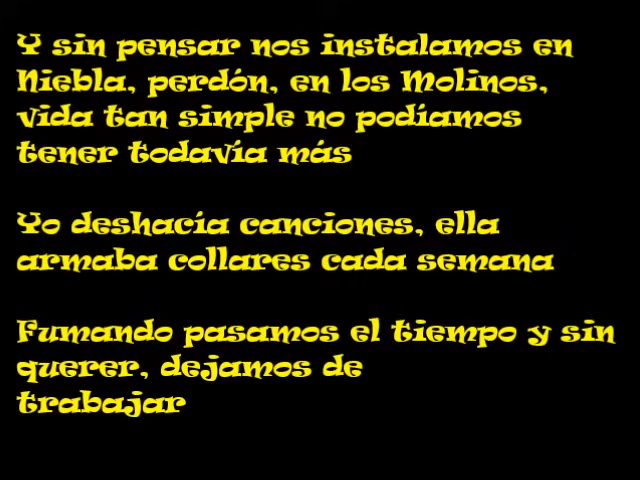 Y sin pensar nos instalamos en
Niebla, perdón, en los Molinos,
vida tan simple no podíamos
tener todavía más
Yo deshacía canciones, ella
armaba collares cada semana
Fumando pasamos el tiempo y sin
querer, dejamos de
trabajar